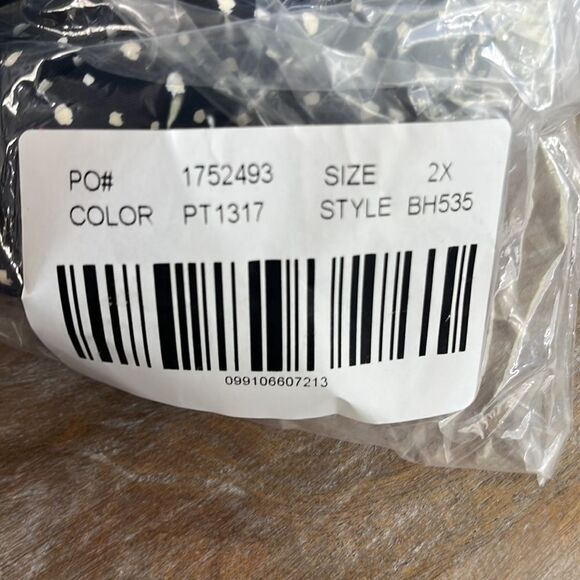 PO# 1752493 SIZE 2X
COLOR PT1317 STYLE BH535
099106607213